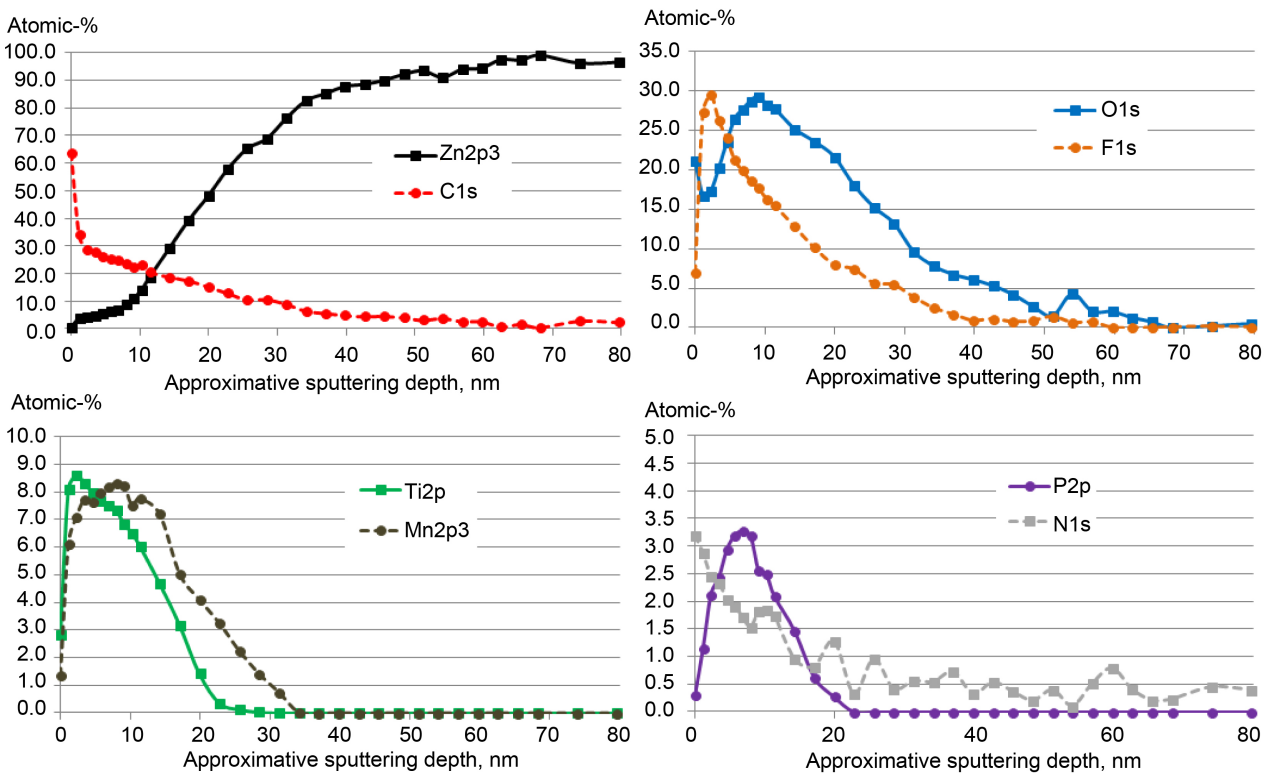 Atomic-%
100.0
90.0
80.0
70.0
60.0
50.0
40.0
30.0
20.0
10.0
0.0
Zn2p3
C1s
0 10 20 30 40 50 60 70 80
Approximative sputtering depth, nm
Atomic-%
35.0
30.0
25.0
20.0
15.0
10.0
5.0
0.0
O1s
F1s
0 10 20 30 40 50 60 70 80
Approximative sputtering depth, nm
Atomic-%
10.0
9.0
8.0
7.0
6.0
5.0
4.0
3.0
2.0
1.0
0.0
Ti2p
Mn2p3
0 10 20 30 40 50 60 70 80
Approximative sputtering depth, nm
Atomic-%
5.0
4.5
4.0
3.5
3.0
2.5
2.0
1.5
1.0
0.5
0.0
P2p
N1s
0 20 40 60 80
Approximative sputtering depth, nm